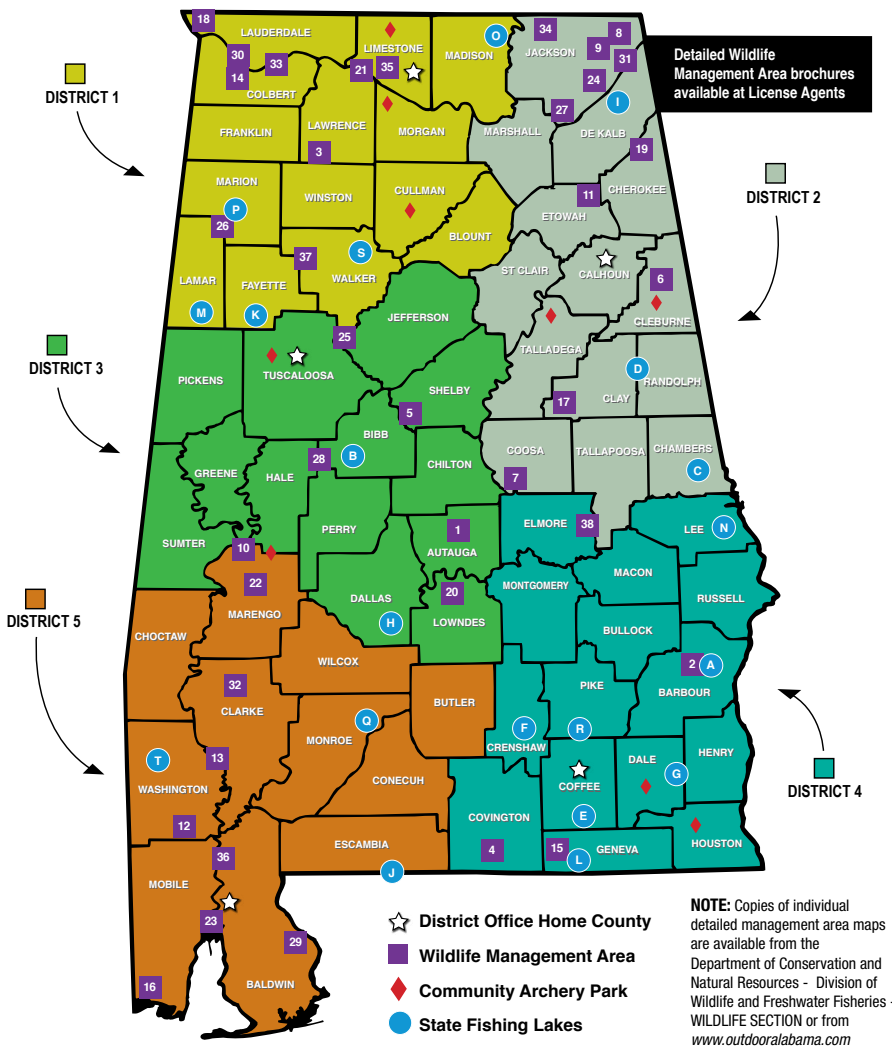 18
LAUDERDALE
LIMESTONE
MADISON
O
34
JACKSON
8
9
31
24
I
30
33
14
COLBERT
21
35
27
Detailed Wildlife
Management Area brochures
available at License Agents
DISTRICT 1
FRANKLIN
LAWRENCE
3
MORGAN
MARSHALL
DE KALB
19
CHEROKEE
DISTRICT 2
MARION
P
26
WINSTON
CULLMAN
BLOUNT
11
ETOWAH
LAMAR
M
FAYETTE
K
37
S
WALKER
ST CLAIR
CALHOUN
6
CLEBURNE
DISTRICT 3
25
JEFFERSON
TALLADEGA
PICKENS
TUSCALOOSA
SHELBY
5
D
RANDOLPH
CLAY
17
BIBB
B
28
CHILTON
COOSA
7
TALLAPOOSA
CHAMBERS
C
GREENE
HALE
PERRY
SUMTER
10
1
AUTAUGA
ELMORE
38
LEE
N
DISTRICT 5
22
MARENGO
DALLAS
H
20
LOWNDES
MONTGOMERY
MACON
RUSSELL
CHOCTAW
BULLOCK
WILCOX
32
CLARKE
BUTLER
PIKE
R
2
A
BARBOUR
MONROE
Q
F
CRENSHAW
T
WASHINGTON
13
12
CONECUH
COFFEE
E
DALE
G
HENRY
DISTRICT 4
COVINGTON
4
15
L
GENEVA
HOUSTON
ESCAMBIA
J
MOBILE
36
23
16
29
BALDWIN
District Office Home County
Wildlife Management Area
Community Archery Park
State Fishing Lakes
NOTE: Copies of individual
detailed management area maps
are available from the
Department of Conservation and
Natural Resources - Division of
Wildlife and Freshwater Fisheries -
WILDLIFE SECTION or from
www.outdooralabama.com